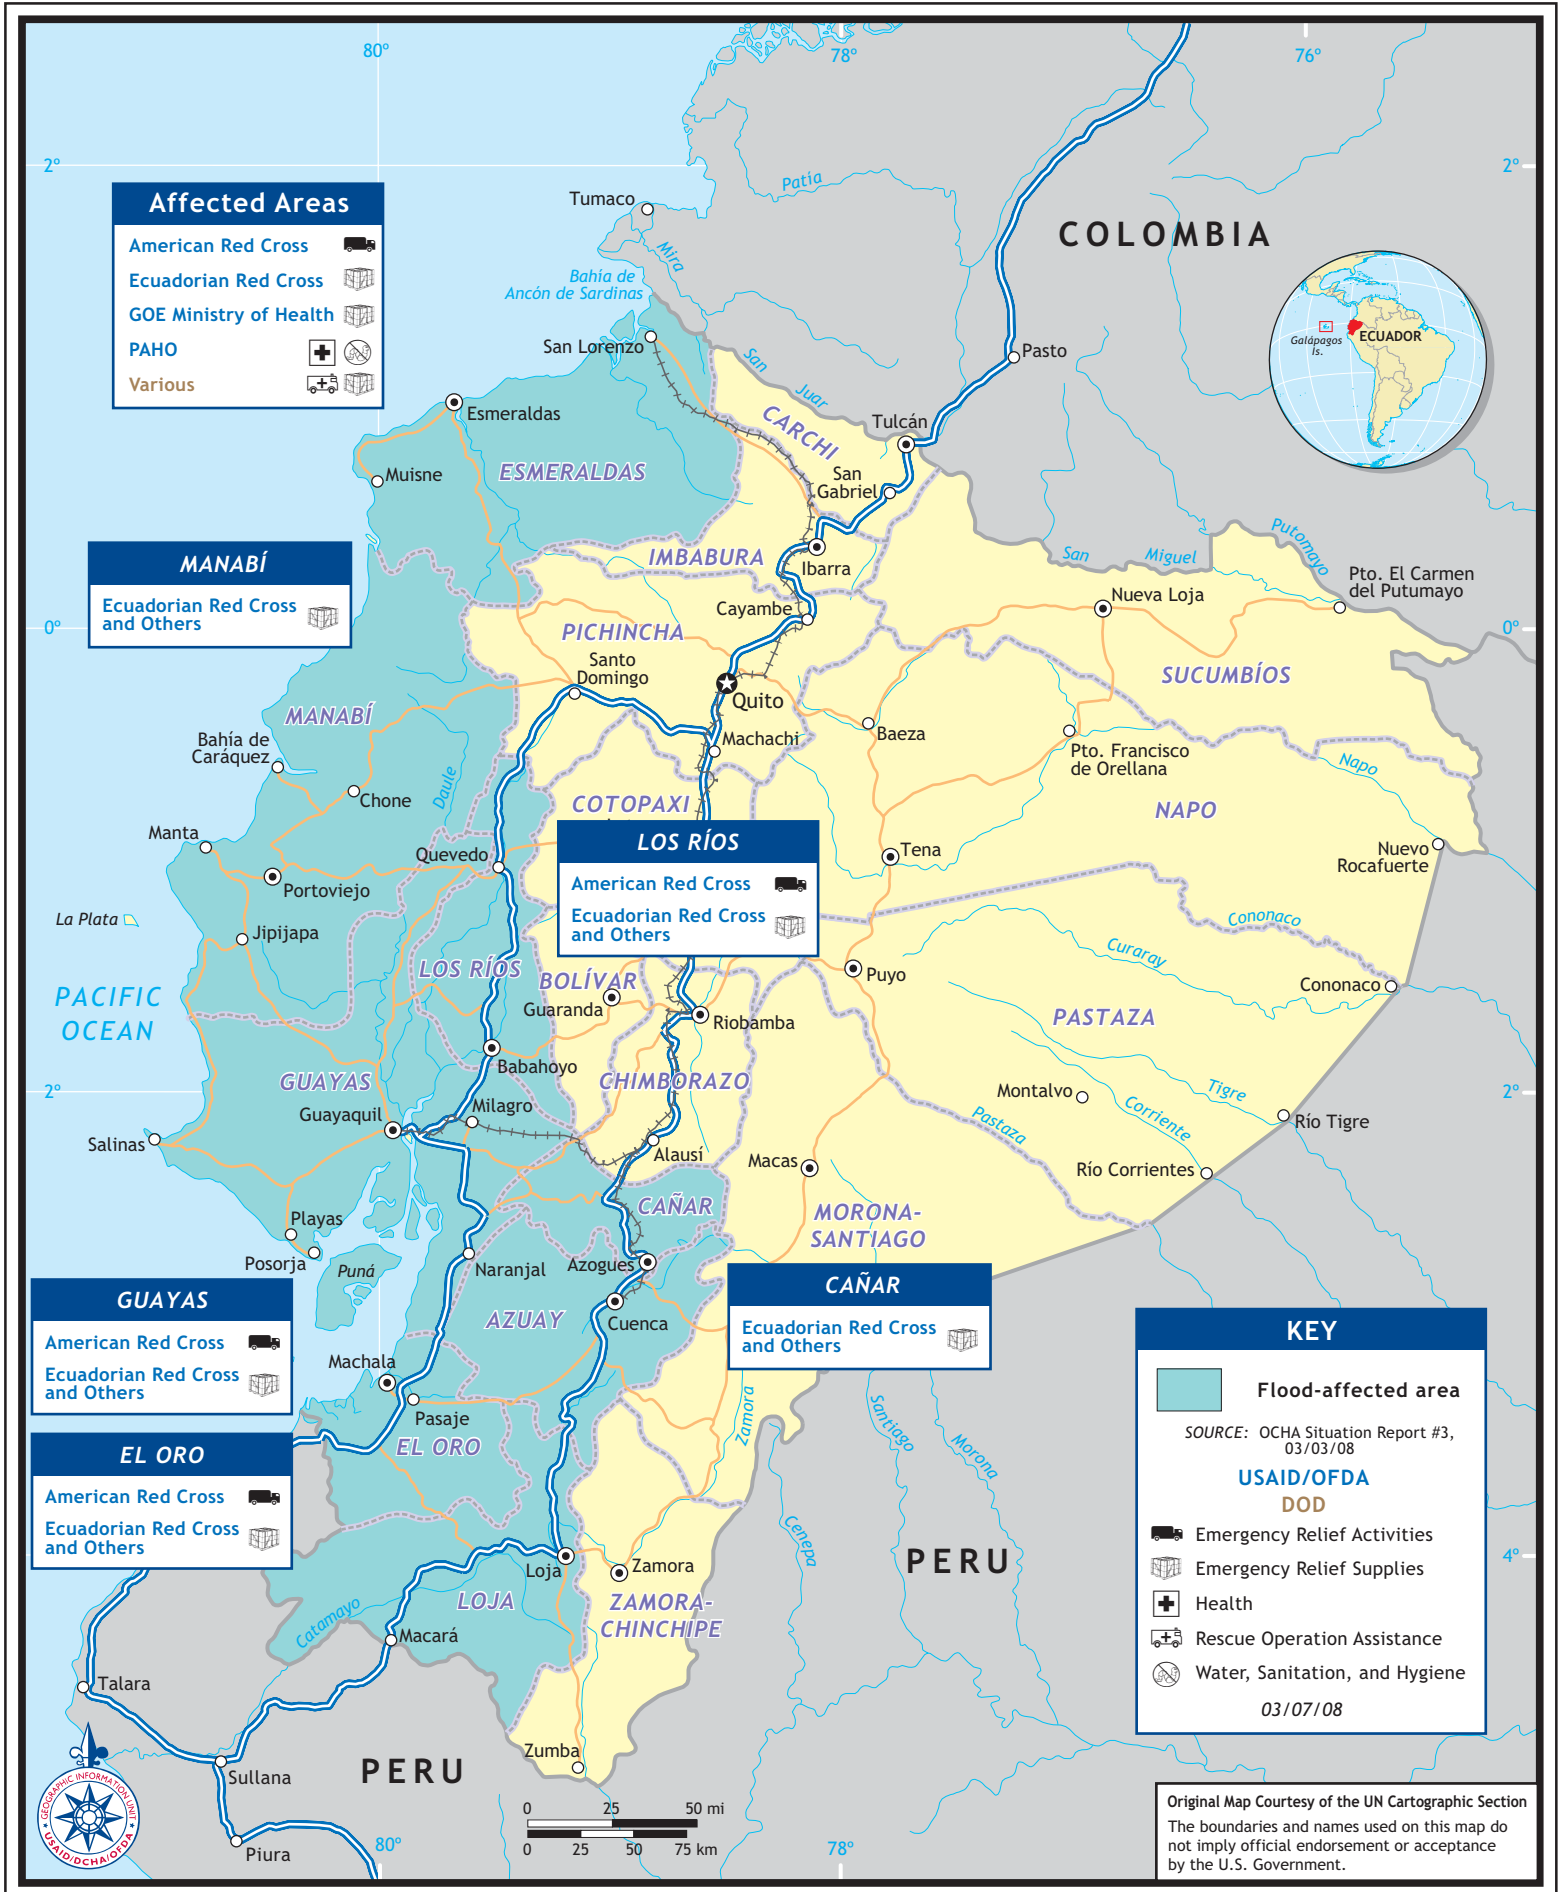 80°
78°
76°
2°
2°
Affected Areas
American Red Cross
Ecuadorian Red Cross
GOE Ministry of Health
PAHO
Various
Tumaco
Mira
Patía
COLOMBIA
Bahía de
Ancón de Sardinas
San Lorenzo
San Juar
Pasto
Galápagos
Is.
ECUADOR
Esmeraldas
Muisne
ESMERALDAS
CARCHI
Tulcán
San
Gabriel
IMBABURA
Ibarra
San Miguel
Putomayo
Pto. El Carmen
del Putumayo
MANABÍ
Ecuadorian Red Cross
and Others
0°
0°
Cayambe
Nueva Loja
PICHINCHA
Santo
Domingo
SUCUMBÍOS
Quito
MANABÍ
Baeza
Machachi
Pto. Francisco
de Orellana
Napo
Bahía de
Caráquez
Chone
Daule
COTOPAXI
NAPO
Manta
Quevedo
Portoviejo
LOS RÍOS
American Red Cross
Ecuadorian Red Cross
and Others
Tena
Nuevo
Rocafuerte
La Plata
Jipijapa
Cononaco
Curaray
LOS RÍOS
BOLÍVAR
Guaranda
Puyo
Cononaco
PACIFIC
OCEAN
Riobamba
PASTAZA
Babahoyo
GUAYAS
CHIMBORAZO
2°
2°
Montalvo
Tigre
Corriente
Pastaza
Río Tigre
Guayaquil
Milagro
Salinas
Alausí
Macas
Río Corrientes
CAÑAR
MORONA-
SANTIAGO
Playas
Posorja
Puná
Naranjal
Azogues
Cuenca
AZUAY
GUAYAS
American Red Cross
Ecuadorian Red Cross
and Others
CAÑAR
Ecuadorian Red Cross
and Others
Machala
Pasaje
EL ORO
Zamora
Santiago
Morona
Cenepa
EL ORO
American Red Cross
Ecuadorian Red Cross
and Others
KEY
Flood-affected area
SOURCE: OCHA Situation Report #3,
03/03/08
USAID/OFDA
DOD
Emergency Relief Activities
Emergency Relief Supplies
Health
Rescue Operation Assistance
Water, Sanitation, and Hygiene
03/07/08
4°
PERU
Loja
Zamora
LOJA
ZAMORA-
CHINCHIPE
Catamayo
Macará
Talara
Zumba
Sullana
PERU
Piura
GEOGRAPHIC INFORMATION UNIT
USAID/DCHA/OFDA
0 25 50 mi
0 25 50 75 km
80°
78°
Original Map Courtesy of the UN Cartographic Section
The boundaries and names used on this map do
not imply official endorsement or acceptance
by the U.S. Government.